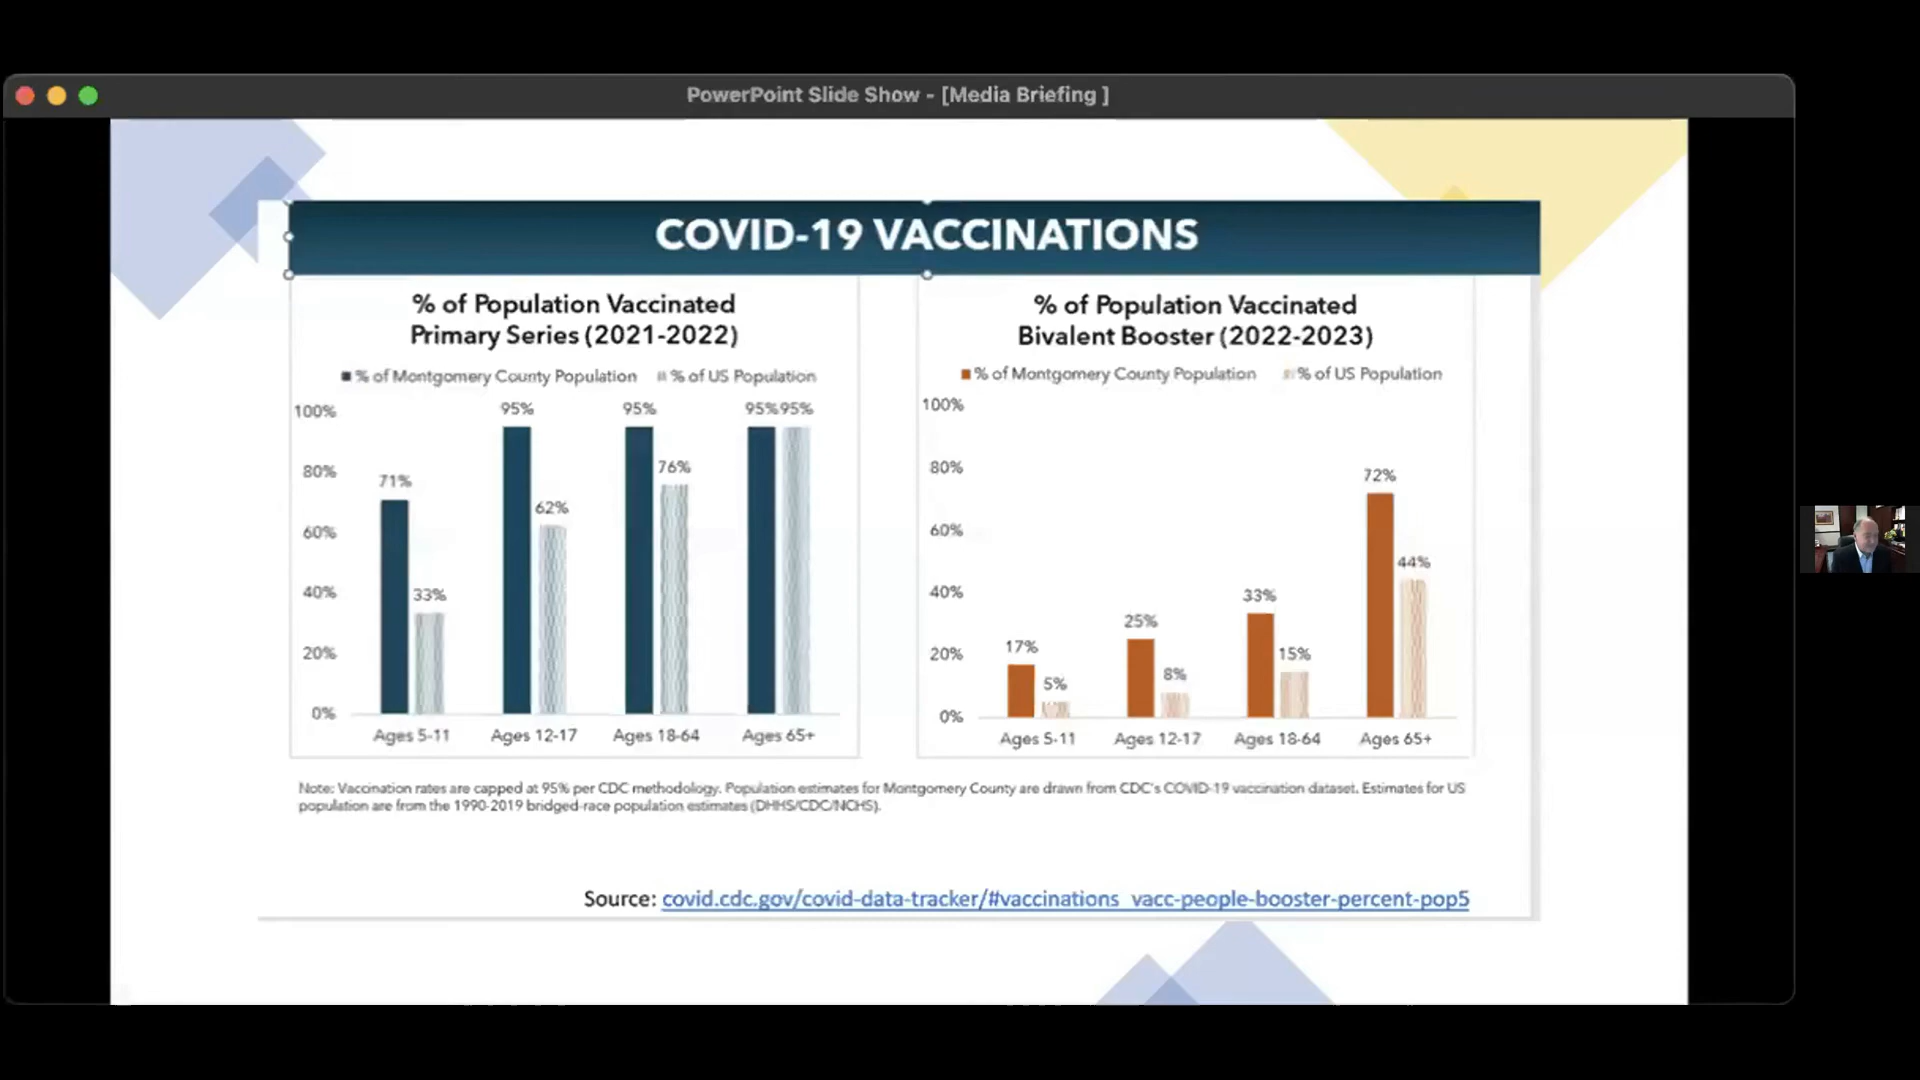 PowerPoint Slide Show - [Media Briefing ]
COVID-19 VACCINATIONS
% of Population Vaccinated
Primary Series (2021-2022)
% of Montgomery County Population % of US Population
100%
80%
60%
40%
20%
0%
71%
33%
95%
62%
95%
76%
95%95%
Ages 5-11 Ages 12-17 Ages 18-64 Ages 65+
% of Population Vaccinated
Bivalent Booster (2022-2023)
% of Montgomery County Population % of US Population
100%
80%
60%
40%
20%
0%
17%
5%
25%
8%
33%
15%
72%
44%
Ages 5-11 Ages 12-17 Ages 18-64 Ages 65+
Note: Vaccination rates are capped at 95% per CDC methodology. Population estimates for Montgomery County are drawn from CDC's COVID-19 vaccination dataset. Estimates for US
population are from the 1990-2019 bridged-race population estimates (DHHS/CDC/NCHS).
Source: covid.cdc.gov/covid-data-tracker/#vaccinations_vacc-people-booster-percent-pop5